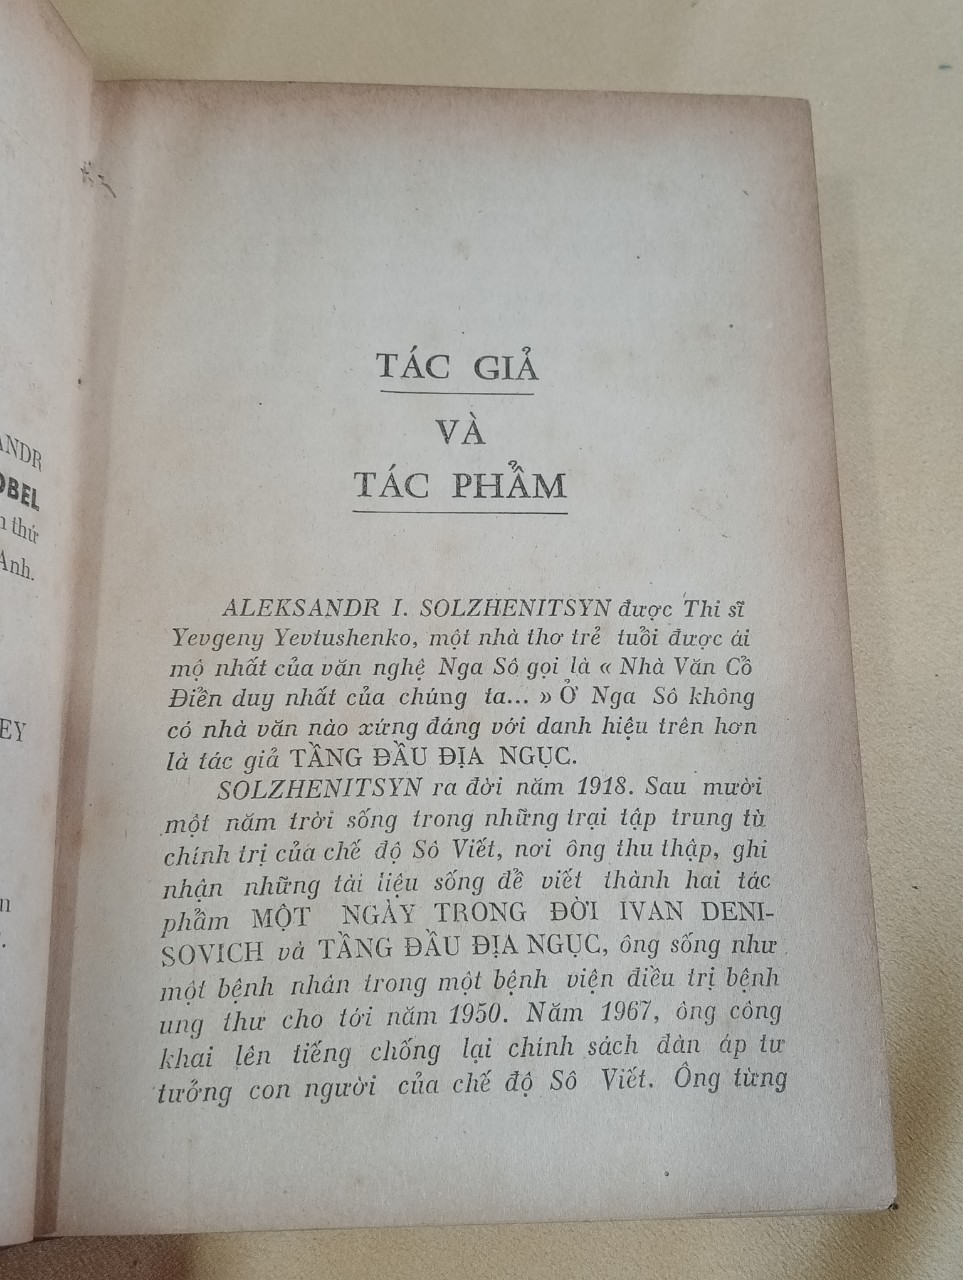 ANDR
OBEL
thứ
Anh.
EY
TÁC GIẢ
VÀ
TÁC PHẨM
ALEKSANDR I. SOLZHENITSYN được Thi sĩ
Yevgeny Yevtushenko, một nhà thơ trẻ tuổi được ái
mộ nhất của văn nghệ Nga Sô gọi là « Nhà Văn Cổ
Điển duy nhất của chúng ta... » Ở Nga Sô không
có nhà văn nào xứng đáng với danh hiệu trên hơn
là tác giả TẦNG ĐẦU ĐỊA NGỤC.
SOLZHENITSYN ra đời năm 1918. Sau mười
một năm trời sống trong những trại tập trung tù
chính trị của chế độ Sô Viết, nơi ông thu thập, ghi
nhận những tài liệu sống để viết thành hai tác
phẩm MỘT NGÀY TRONG ĐỜI IVAN DENI-
SOVICH và TẦNG ĐẦU ĐỊA NGỤC, ông sống như
một bệnh nhân trong một bệnh viện điều trị bệnh
ung thư cho tới năm 1950. Năm 1967, ông công
khai lên tiếng chống lại chính sách đàn áp tư
tưởng con người của chế độ Sô Viết. Ông từng